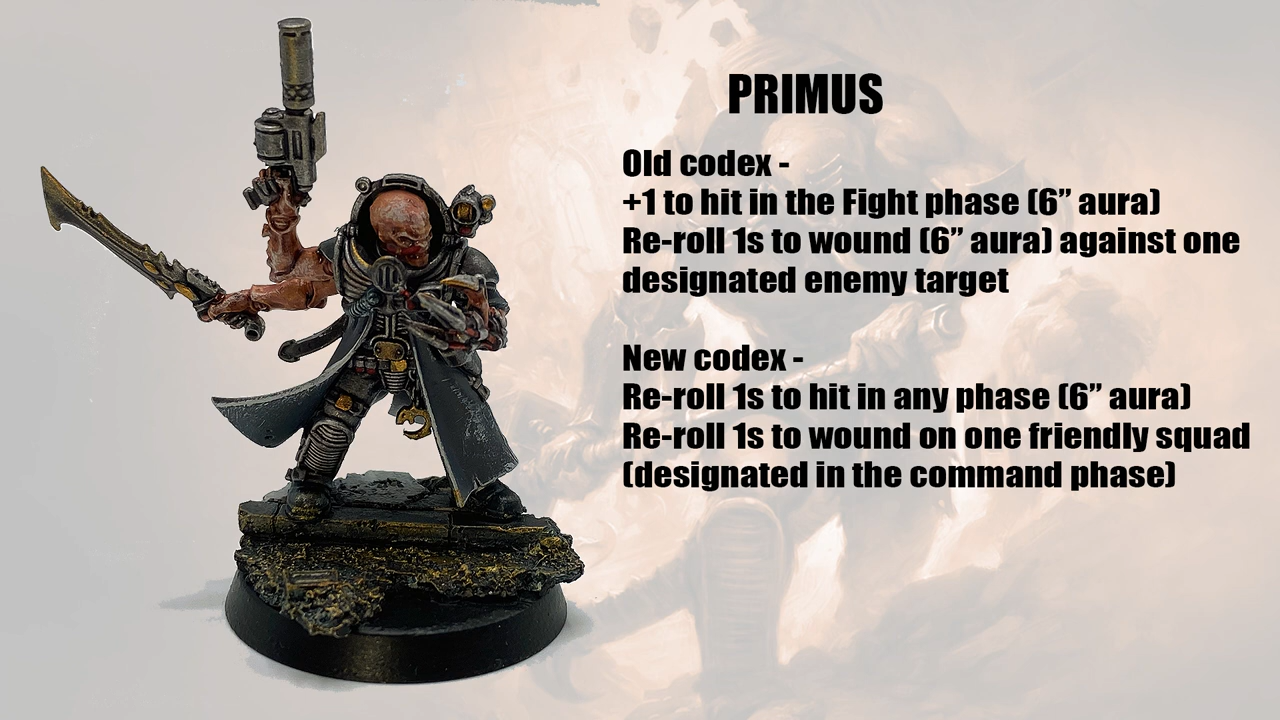 PRIMUS
Old codex -
+1 to hit in the Fight phase (6” aura)
Re-roll 1s to wound (6” aura) against one
designated enemy target
New codex -
Re-roll 1s to hit in any phase (6” aura)
Re-roll 1s to wound on one friendly squad
(designated in the command phase)